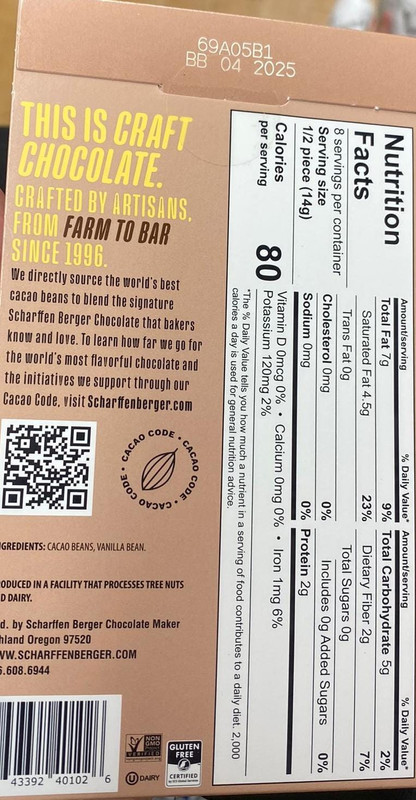 69A05B1
BB 04 2025
THIS IS CRAFT
CHOCOLATE.
CRAFTED BY ARTISANS,
FROM FARM TO BAR
SINCE 1996.
We directly source the world's best
cacao beans to blend the signature
Scharffen Berger Chocolate that bakers
know and love. To learn how far we go for
the world's most flavorful chocolate and
the initiatives we support through our
Cacao Code, visit Scharffenberger.com
CACAO CODE • CACAO CODE • CACAO CODE •
NGREDIENTS: CACAO BEANS, VANILLA BEAN.
RODUCED IN A FACILITY THAT PROCESSES TREE NUTS
D DAIRY.
d. by Scharffen Berger Chocolate Maker
hland Oregon 97520
WW.SCHARFFENBERGER.COM
6.608.6944
43392 40102 6
NON
GMO
VERIFIED
U DAIRY
GLUTEN
FREE
CERTIFIED
Nutrition
Facts
8 servings per container
Serving size
1/2 piece (14g)
Calories
per serving
80
Amount/serving % Daily Value*
Total Fat 7g 9%
Saturated Fat 4.5g 23%
Trans Fat 0g
Cholesterol 0mg 0%
Sodium 0mg 0%
Amount/serving % Daily Value*
Total Carbohydrate 5g 2%
Dietary Fiber 2g 7%
Total Sugars 0g
Includes 0g Added Sugars 0%
Protein 2g
Vitamin D 0mcg 0% • Calcium 0mg 0% • Iron 1mg 6%
Potassium 120mg 2%
*The % Daily Value tells you how much a nutrient in a serving of food contributes to a daily diet. 2,000
calories a day is used for general nutrition advice.